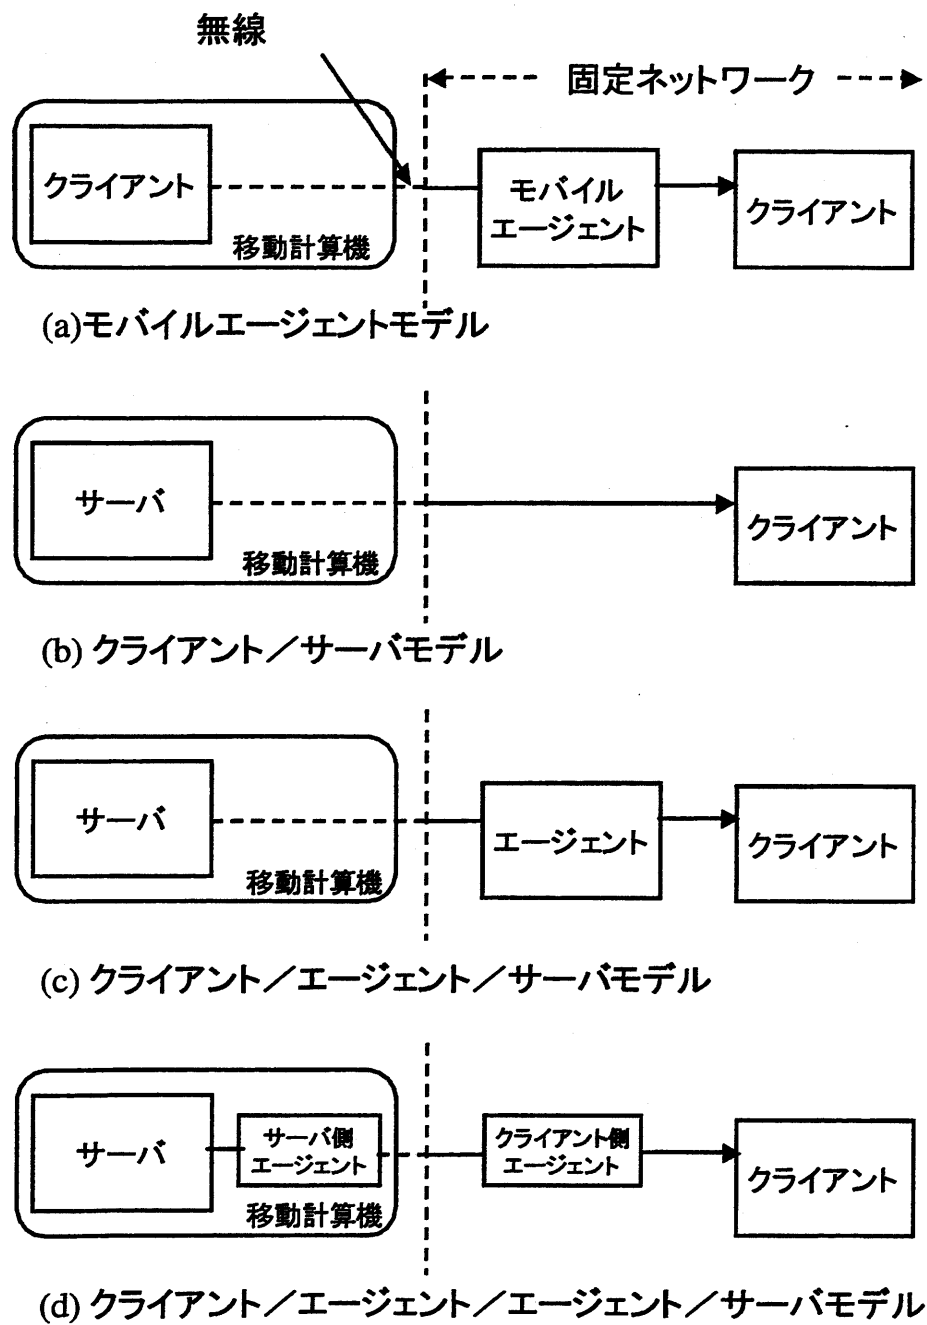 無線
固定ネットワーク
クライアント
移動計算機
モバイル
エージェント
クライアント
(a)モバイルエージェントモデル
サーバ
移動計算機
クライアント
(b) クライアント／サーバモデル
サーバ
移動計算機
エージェント
クライアント
(c) クライアント／エージェント／サーバモデル
サーバ
サーバ側
エージェント
移動計算機
クライアント側
エージェント
クライアント
(d) クライアント／エージェント／エージェント／サーバモデル